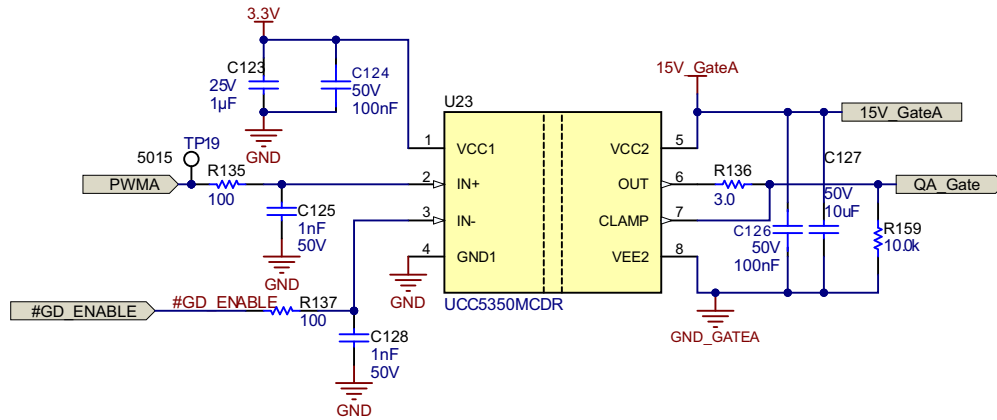 3.3V
C123
25V
1µF
C124
50V
100nF
GND
5015
TP19
PWMA
R135
100
C125
1nF
50V
GND
#GD_ENABLE
#GD_ENABLE
R137
100
C128
1nF
50V
GND
GND
U23
1
VCC1
2
IN+
3
IN-
4
GND1
VCC2
5
OUT
6
CLAMP
7
VEE2
8
UCC5350MCDR
15V_GateA
15V_GateA
R136
3.0
C127
50V
10uF
C126
50V
100nF
QA_Gate
R159
10.0k
GND_GATEA